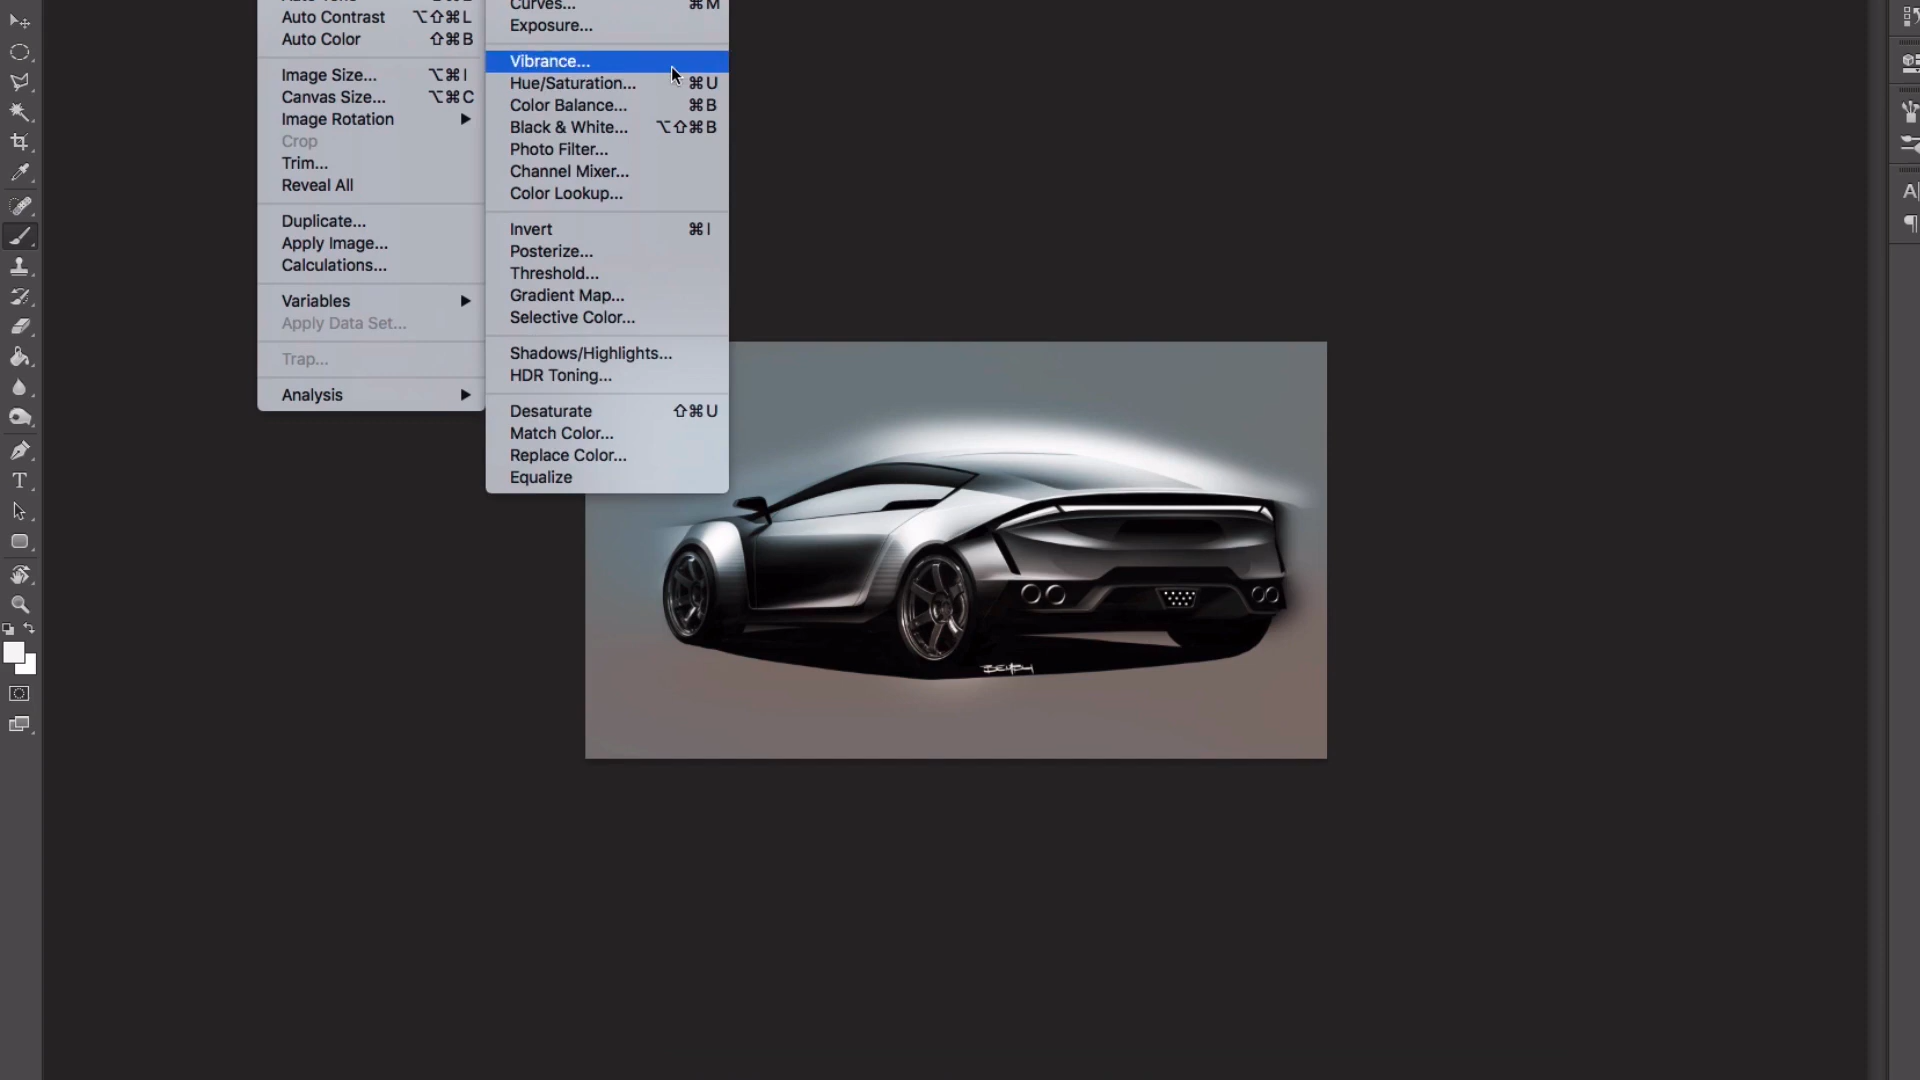 Auto Contrast ⌥⇧⌘L
Auto Color ⇧⌘B
Image Size... ⌥⌘I
Canvas Size... ⌥⌘C
Image Rotation
Crop
Trim...
Reveal All
Duplicate...
Apply Image...
Calculations...
Variables
Apply Data Set...
Trap...
Analysis
Curves... ⌘M
Exposure...
Vibrance...
Hue/Saturation... ⌘U
Color Balance... ⌘B
Black & White... ⌥⇧⌘B
Photo Filter...
Channel Mixer...
Color Lookup...
Invert ⌘I
Posterize...
Threshold...
Gradient Map...
Selective Color...
Shadows/Highlights...
HDR Toning...
Desaturate ⇧⌘U
Match Color...
Replace Color...
Equalize